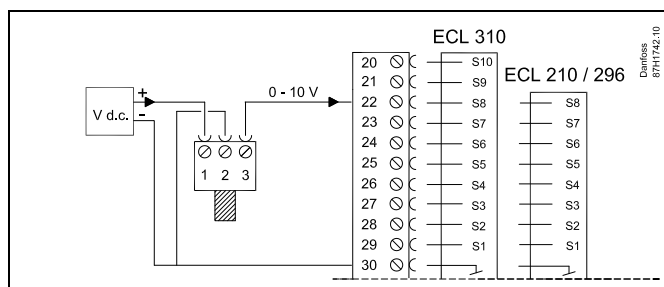 ECL 310
ECL 210 / 296
Danfoss
87H1742.10
V d.c.
+
-
0 - 10 V
1 2 3
20 S10
21 S9
22 S8 S8
23 S7 S7
24 S6 S6
25 S5 S5
26 S4 S4
27 S3 S3
28 S2 S2
29 S1 S1
30